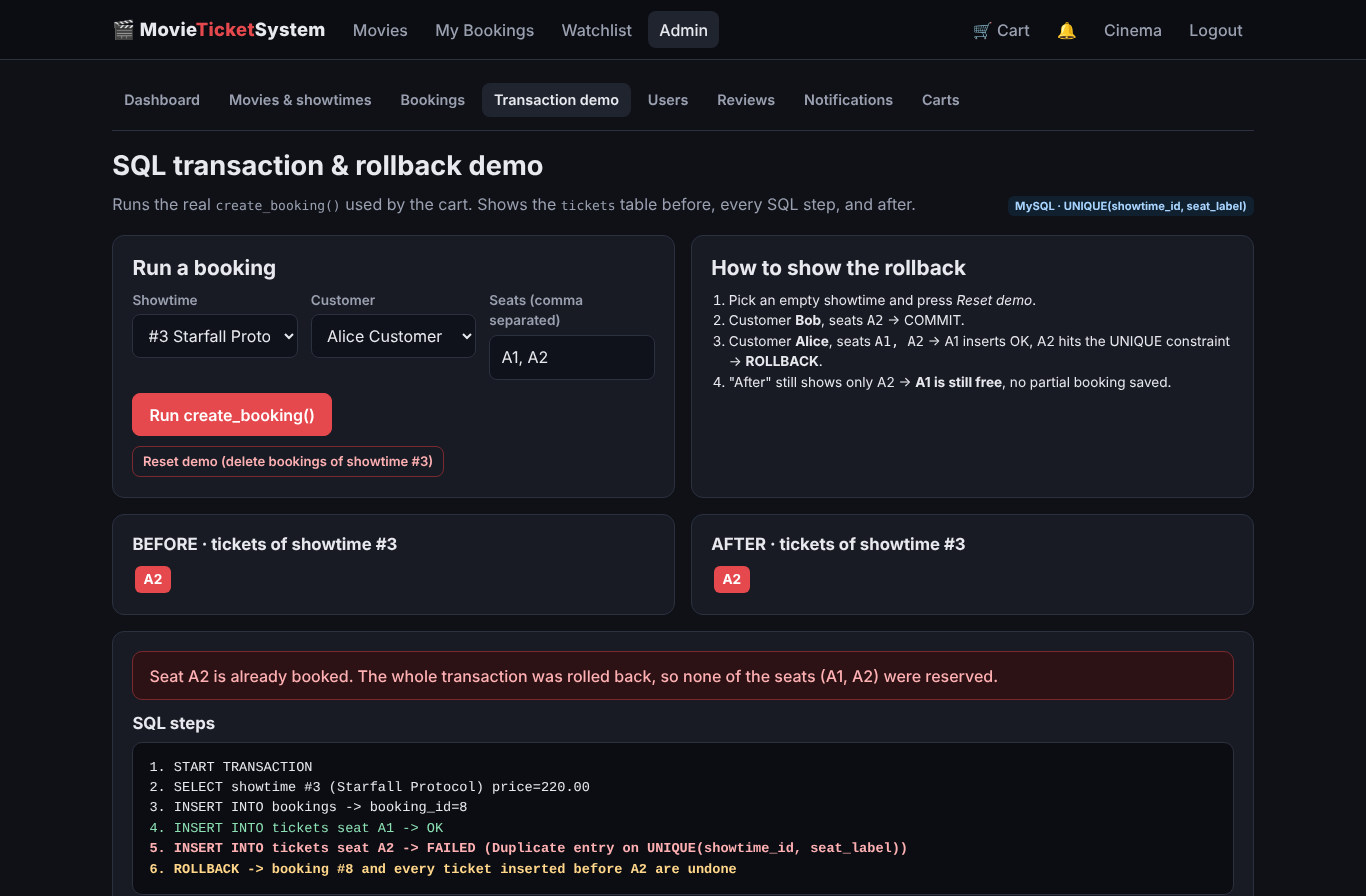 🎬 MovieTicketSystem Movies My Bookings Watchlist Admin 🛒 Cart 🔔 Cinema Logout
Dashboard Movies & showtimes Bookings Transaction demo Users Reviews Notifications Carts
SQL transaction & rollback demo
Runs the real create_booking() used by the cart. Shows the tickets table before, every SQL step, and after.
MySQL · UNIQUE(showtime_id, seat_label)
Run a booking
Showtime
#3 Starfall Proto
Customer
Alice Customer
Seats (comma
separated)
A1, A2
Run create_booking()
Reset demo (delete bookings of showtime #3)
How to show the rollback
1. Pick an empty showtime and press Reset demo.
2. Customer Bob, seats A2 → COMMIT.
3. Customer Alice, seats A1, A2 → A1 inserts OK, A2 hits the UNIQUE constraint
→ ROLLBACK.
4. "After" still shows only A2 → A1 is still free, no partial booking saved.
BEFORE · tickets of showtime #3
A2
AFTER · tickets of showtime #3
A2
Seat A2 is already booked. The whole transaction was rolled back, so none of the seats (A1, A2) were reserved.
SQL steps
1. START TRANSACTION
2. SELECT showtime #3 (Starfall Protocol) price=220.00
3. INSERT INTO bookings -> booking_id=8
4. INSERT INTO tickets seat A1 -> OK
5. INSERT INTO tickets seat A2 -> FAILED (Duplicate entry on UNIQUE(showtime_id, seat_label))
6. ROLLBACK -> booking #8 and every ticket inserted before A2 are undone